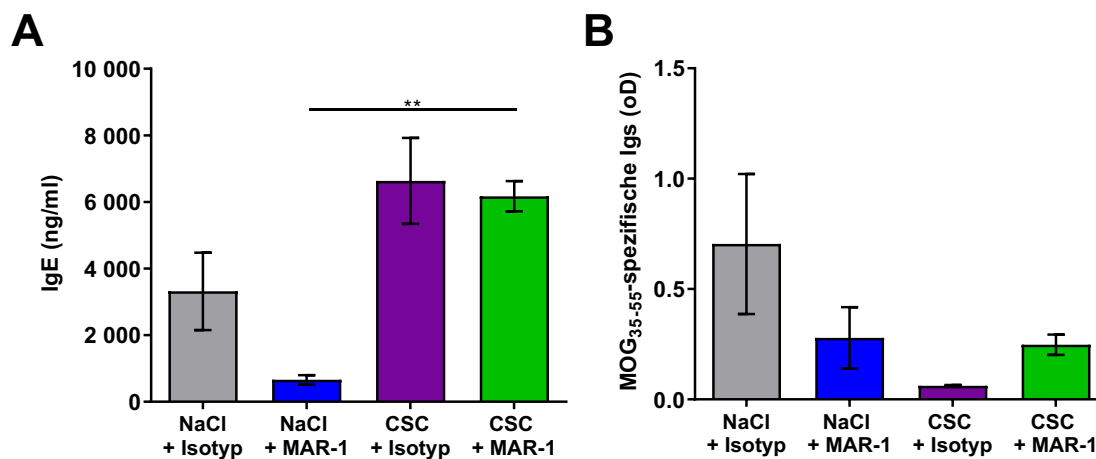 A
IgE (ng/ml)
10 000
8 000
6 000
4 000
2 000
0
**
NaCl
+ Isotyp
NaCl
+ MAR-1
CSC
+ Isotyp
CSC
+ MAR-1
B
MOG35-55-spezifische Igs (oD)
1.5
1.0
0.5
0.0
NaCl
+ Isotyp
NaCl
+ MAR-1
CSC
+ Isotyp
CSC
+ MAR-1